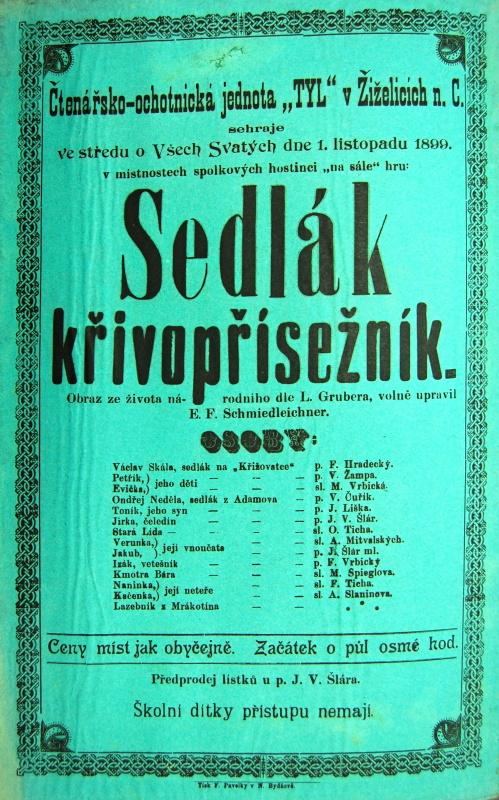 Čtenářsko-ochotnická jednota „TYL“ v Žiželicích n. C.
sehraje
ve středu o Všech Svatých dne 1. listopadu 1899.
v místnostech spolkových hostinci „na sále“ hru:
Sedlák
křivopřísežník.
Obraz ze života ná- rodního dle L. Grubera, volně upravil
E. F. Schmiedleichner.
OSOBY:
Václav Skála, sedlák na „Křižovatce“ p. F. Hradecký.
Petřík,) jeho děti — — — p. V. Žampa.
Evička,) sl. M. Vrbická.
Ondřej Neděla, sedlák z Adamova — p. V. Čuřík.
Toník, jeho syn — — — p. J. Liška.
Jirka, čeledín — — — p. J. V. Šlár.
Stará Lída — — — — sl. O. Tichá.
Verunka,) její vnoučata — — sl. A. Mitvalských.
Jakub, ) p. J. Šlár ml.
Izák, vetešník — — — p. F. Vrbický
Kmotra Bára — — — sl. M. Špieglova.
Naninka,) její neteře — — sl. F. Tichá.
Kačenka,) sl. A. Slaninova.
Lazebník z Mrákotína — — * * *
Ceny míst jak obyčejně. Začátek o půl osmé hod.
Předprodej lístků u p. J. V. Šlára.
Školní dítky přístupu nemají.
Tisk F. Pavelky v N. Bydžově.